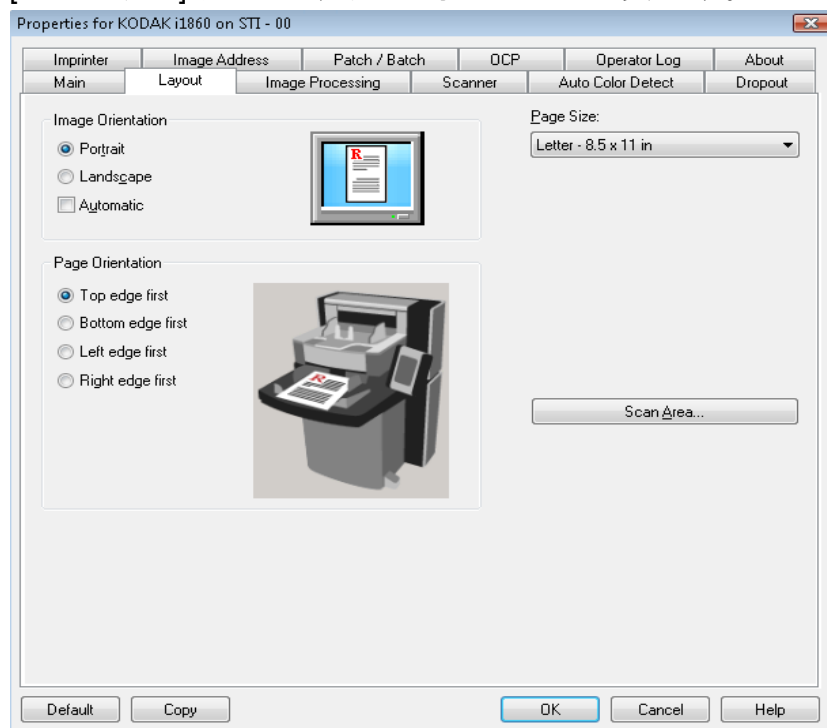 Properties for KODAK i1860 on STI - 00
Imprinter Image Address Patch / Batch OCP Operator Log About
Main Layout Image Processing Scanner Auto Color Detect Dropout
Image Orientation
Portrait
Landscape
Automatic
R
Page Size:
Letter - 8.5 x 11 in
Page Orientation
Top edge first
Bottom edge first
Left edge first
Right edge first
R
Scan Area...
Default Copy OK Cancel Help